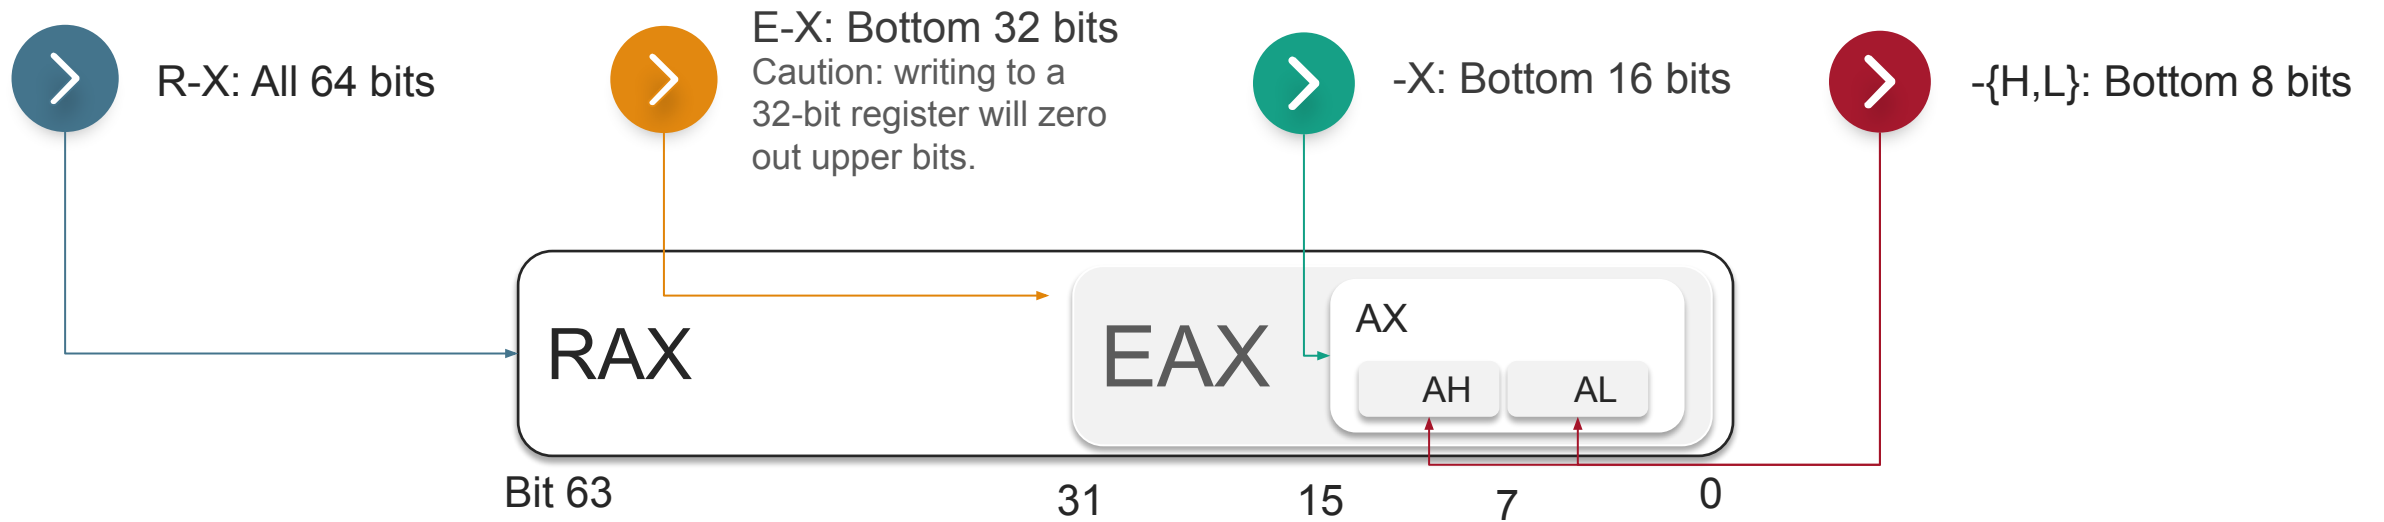 R-X: All 64 bits
E-X: Bottom 32 bits
Caution: writing to a
32-bit register will zero
out upper bits.
-X: Bottom 16 bits
-{H,L}: Bottom 8 bits
RAX
EAX
AX
AH
AL
Bit 63
31
15
7
0